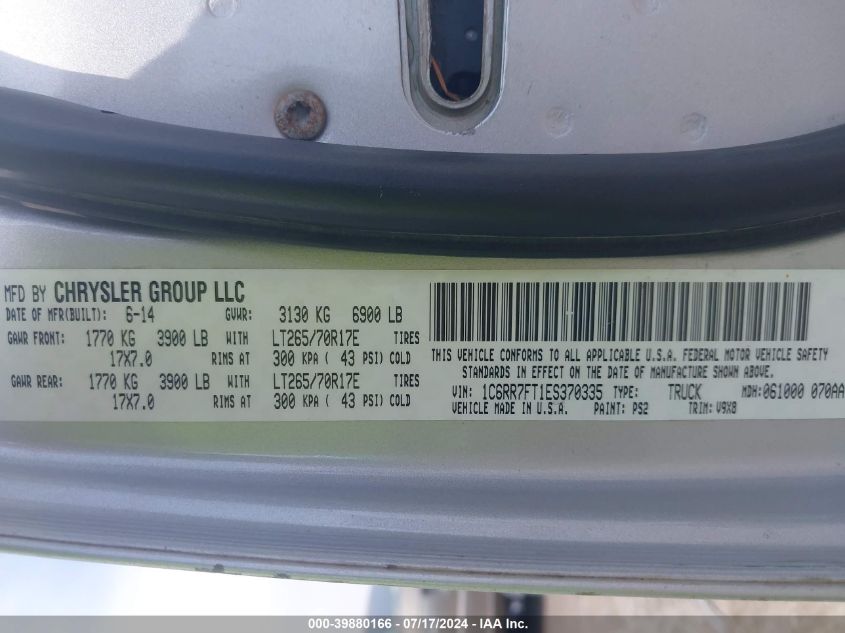 MFD BY CHRYSLER GROUP LLC
DATE OF MFR(BUILT): 6-14 GVWR: 3130 KG 6900 LB
GAWR FRONT: 1770 KG 3900 LB WITH LT265/70R17E TIRES
17X7.0 RIMS AT 300 KPA ( 43 PSI) COLD
GAWR REAR: 1770 KG 3900 LB WITH LT265/70R17E TIRES
17X7.0 RIMS AT 300 KPA ( 43 PSI) COLD
THIS VEHICLE CONFORMS TO ALL APPLICABLE U.S.A. FEDERAL MOTOR VEHICLE SAFETY
STANDARDS IN EFFECT ON THE DATE OF MANUFACTURE SHOWN ABOVE.
VIN: 1C6RR7FT1ES370335 TYPE: TRUCK MDH: 061000 070AA
VEHICLE MADE IN U.S.A. PAINT: PS2 TRIM: V9X8
000-39880166 - 07/17/2024 - IAA Inc.